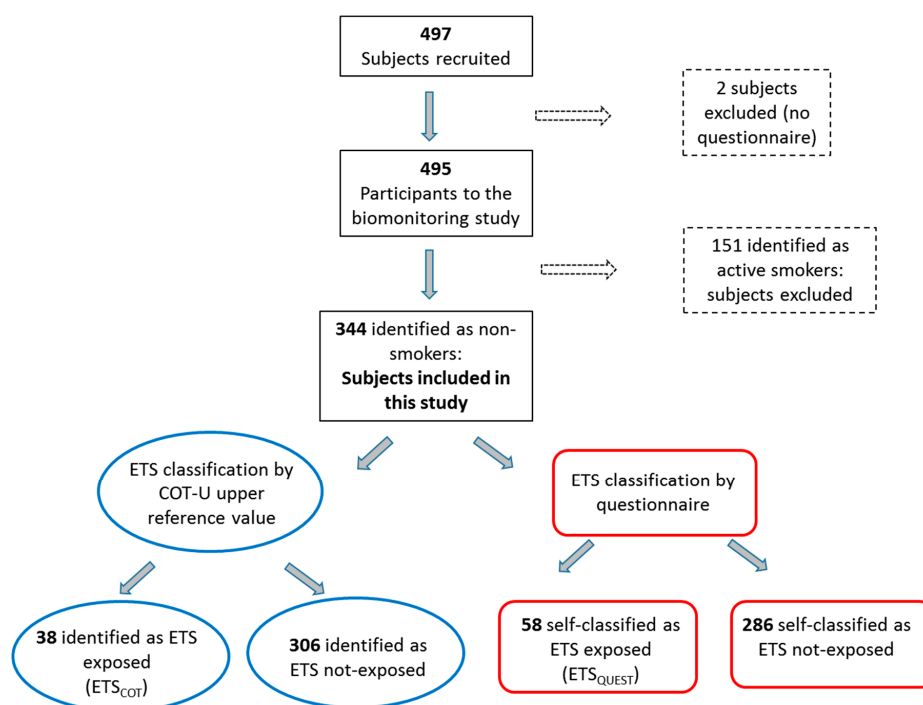 497
Subjects recruited
2 subjects
excluded (no
questionnaire)
495
Participants to the
biomonitoring study
151 identified as
active smokers:
subjects excluded
344 identified as non-
smokers:
Subjects included in
this study
ETS classification by
COT-U upper
reference value
ETS classification by
questionnaire
38 identified as ETS
exposed
(ETSCOT)
306 identified as
ETS not-exposed
58 self-classified as
ETS exposed
(ETSQUEST)
286 self-classified as
ETS not-exposed